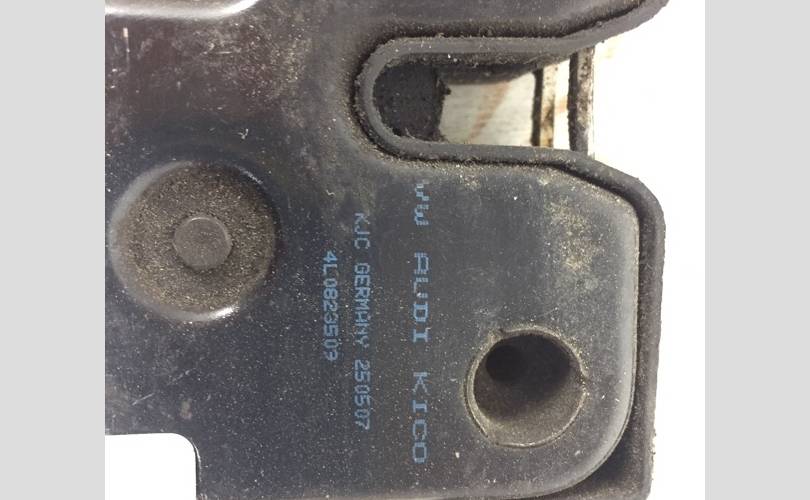 VW AUDI KICO
KJC GERMANY 250507
4L0823509